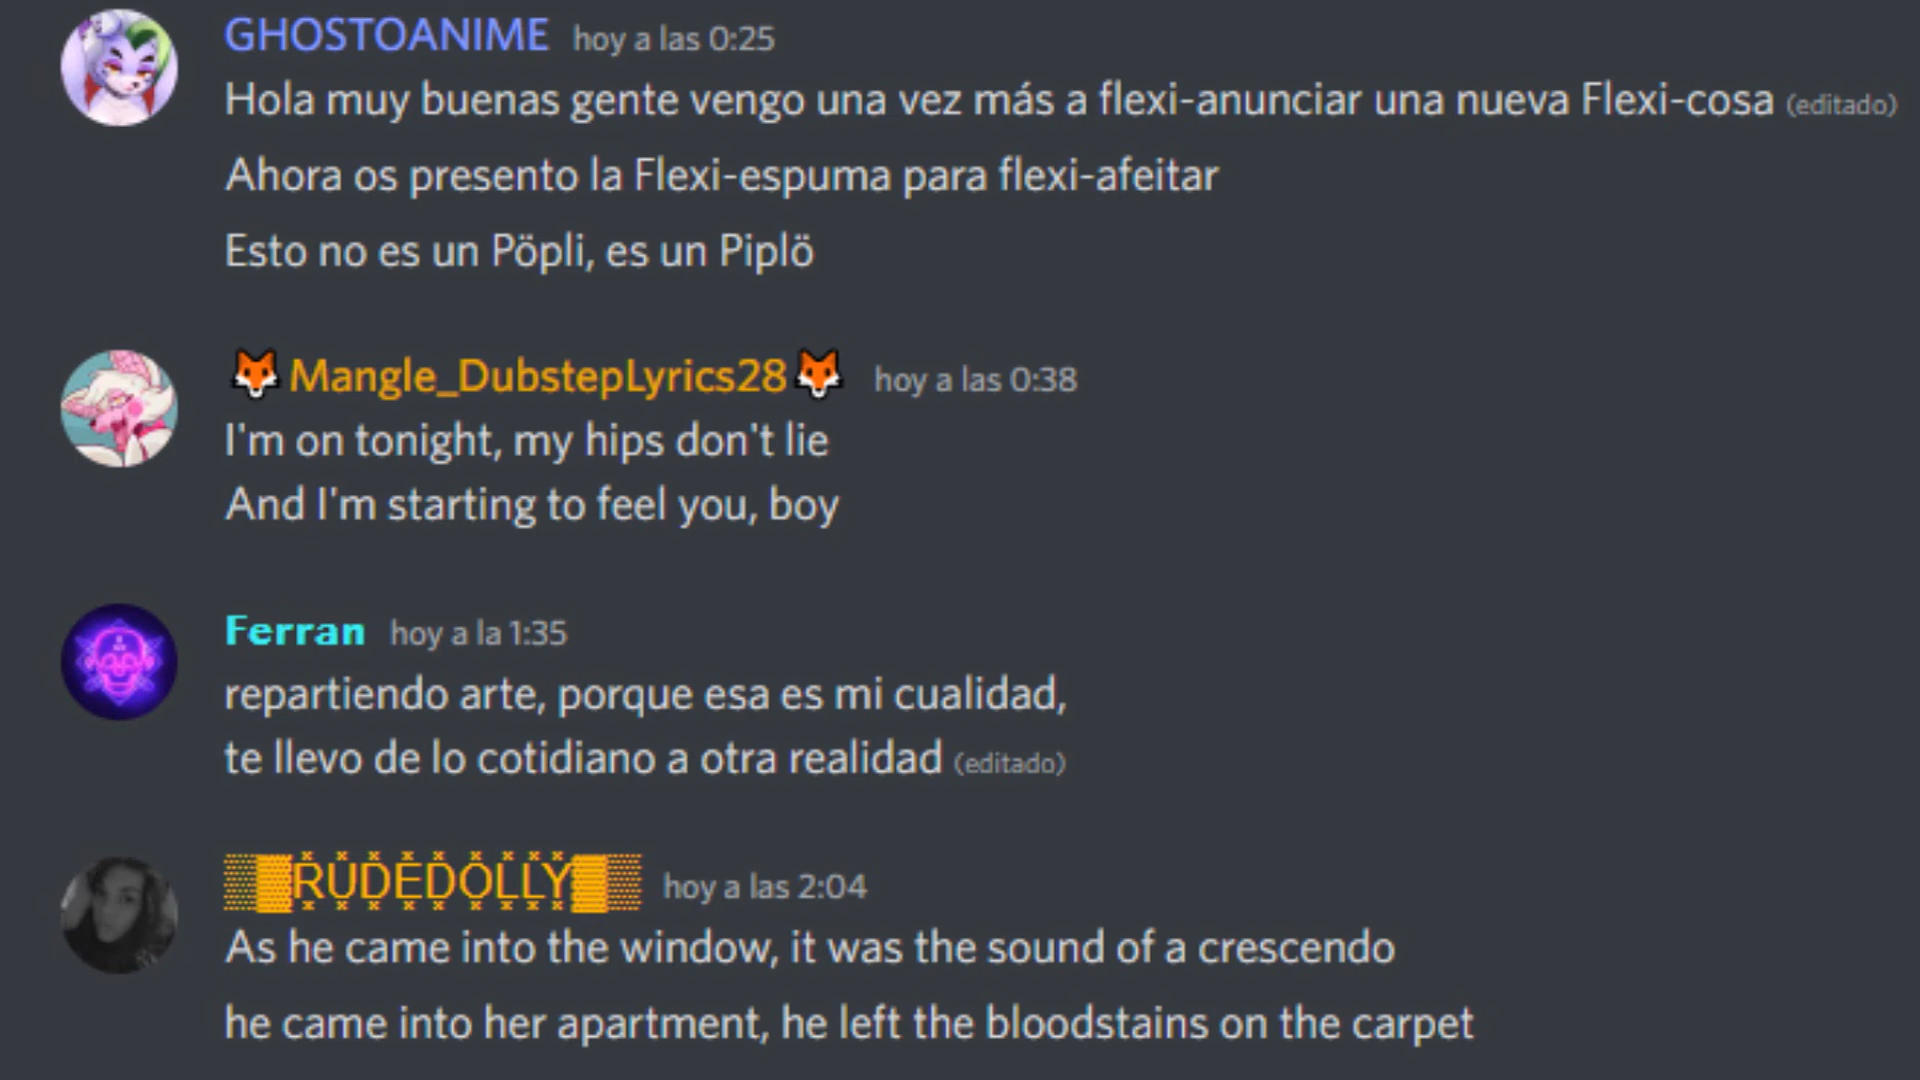 GHOSTOANIME hoy a las 0:25
Hola muy buenas gente vengo una vez más a flexi-anunciar una nueva Flexi-cosa (editado)
Ahora os presento la Flexi-espuma para flexi-afeitar
Esto no es un Pöpli, es un Piplö
🦊Mangle_DubstepLyrics28🦊 hoy a las 0:38
I'm on tonight, my hips don't lie
And I'm starting to feel you, boy
Ferran hoy a la 1:35
repartiendo arte, porque esa es mi cualidad,
te llevo de lo cotidiano a otra realidad (editado)
▒▓R͓̽U͓̽D͓̽E͓̽D͓̽O͓̽L͓̽L͓̽Y͓̽▓▒ hoy a las 2:04
As he came into the window, it was the sound of a crescendo
he came into her apartment, he left the bloodstains on the carpet